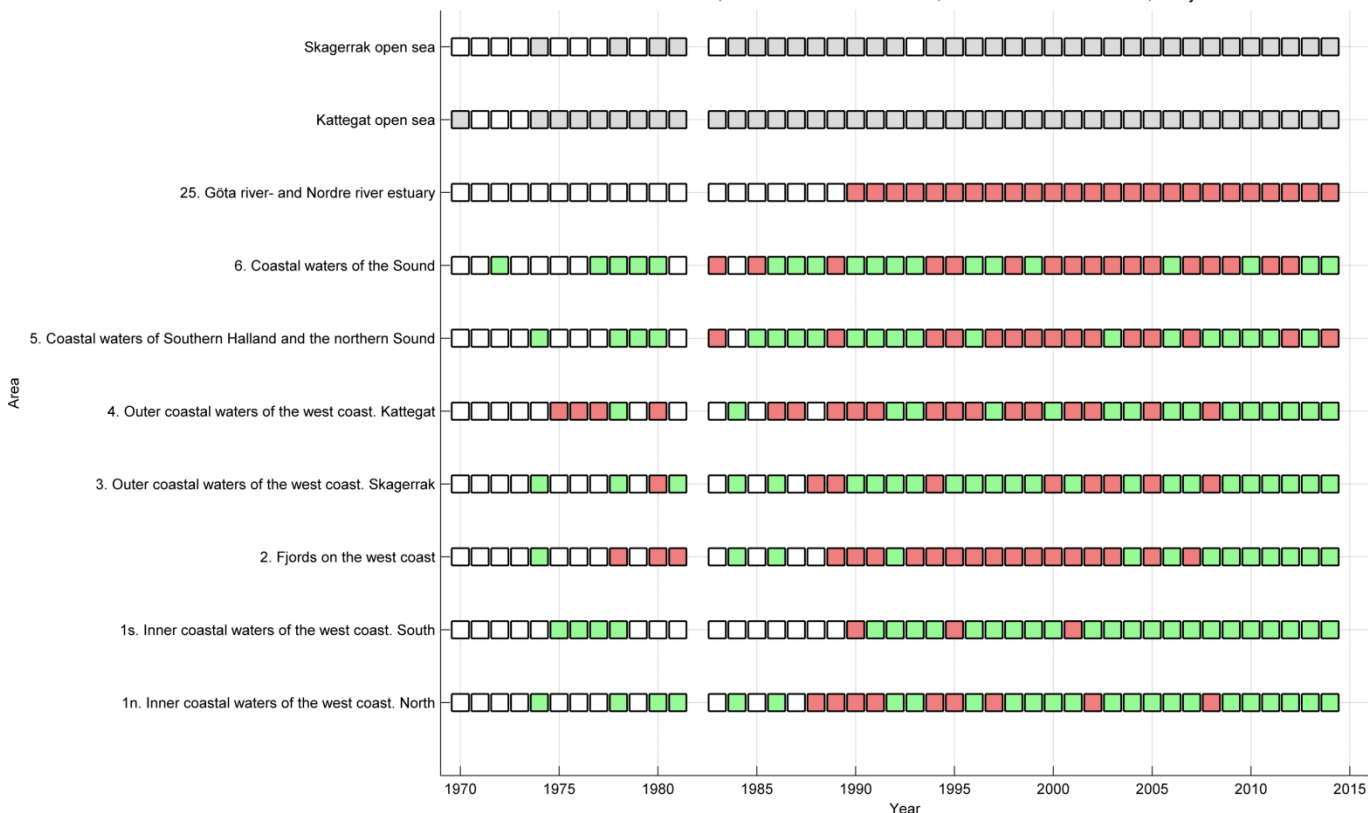 Skagerrak open sea
Kattegat open sea
25. Göta river- and Nordre river estuary
6. Coastal waters of the Sound
5. Coastal waters of Southern Halland and the northern Sound
4. Outer coastal waters of the west coast. Kattegat
3. Outer coastal waters of the west coast. Skagerrak
2. Fjords on the west coast
1s. Inner coastal waters of the west coast. South
1n. Inner coastal waters of the west coast. North
Area
1970 1975 1980 1985 1990 1995 2000 2005 2010 2015
Year